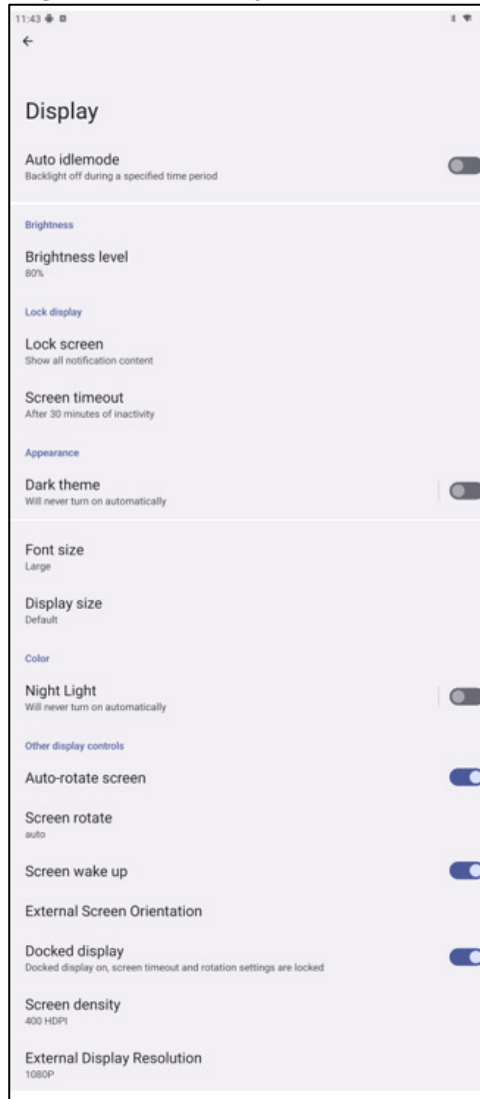 11:43
Display
Auto idlemode
Backlight off during a specified time period
Brightness
Brightness level
80%
Lock display
Lock screen
Show all notification content
Screen timeout
After 30 minutes of inactivity
Appearance
Dark theme
Will never turn on automatically
Font size
Large
Display size
Default
Color
Night Light
Will never turn on automatically
Other display controls
Auto-rotate screen
Screen rotate
auto
Screen wake up
External Screen Orientation
Docked display
Docked display on, screen timeout and rotation settings are locked
Screen density
400 HDPI
External Display Resolution
1080P